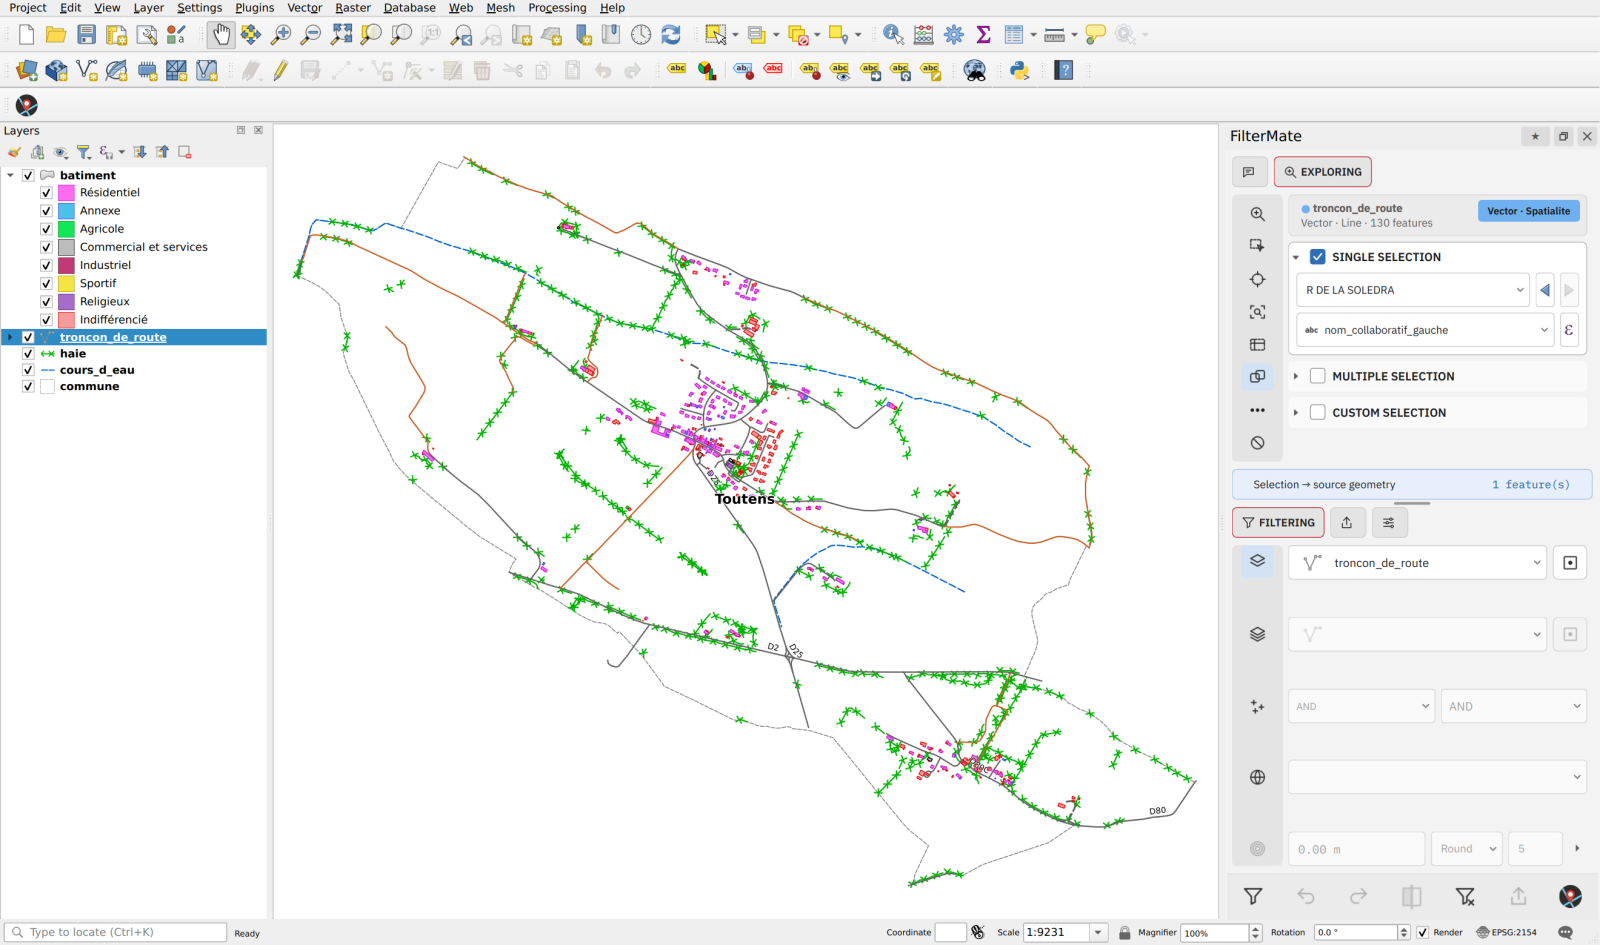 Project Edit View Layer Settings Plugins Vector Raster Database Web Mesh Processing Help
Layers
batiment
Résidentiel
Annexe
Agricole
Commercial et services
Industriel
Sportif
Religieux
Indifférencié
troncon_de_route
haie
cours_d_eau
commune
Toutens
D2
D25
D80
FilterMate
EXPLORING
troncon_de_route
Vector · Line · 130 features
Vector · Spatialite
SINGLE SELECTION
R DE LA SOLEDRA
abc nom_collaboratif_gauche
ε
MULTIPLE SELECTION
CUSTOM SELECTION
Selection → source geometry 1 feature(s)
FILTERING
troncon_de_route
AND AND
0.00 m Round 5
Type to locate (Ctrl+K) Ready Coordinate Scale 1:9231 Magnifier 100% Rotation 0.0 ° Render EPSG:2154